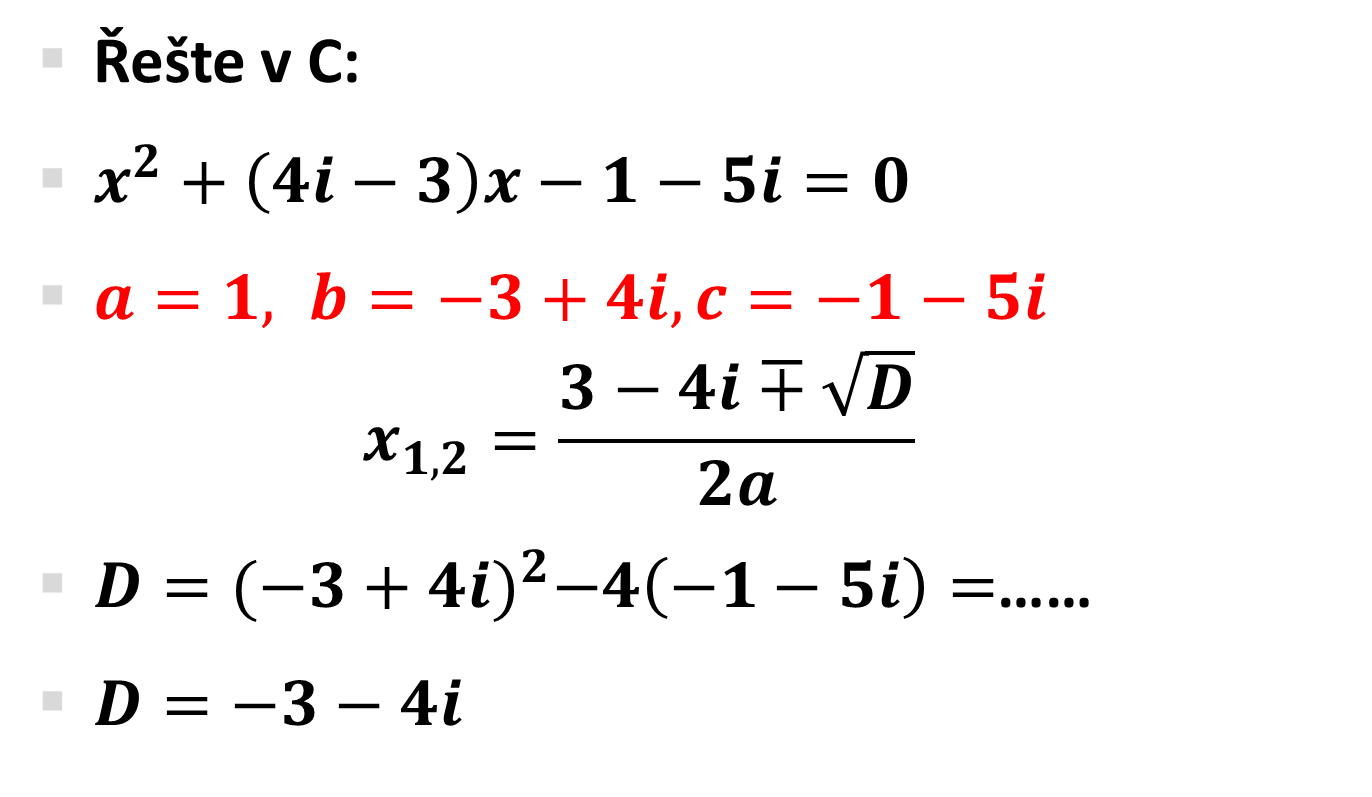 Řešte v C:
x² + (4i − 3)x − 1 − 5i = 0
a = 1, b = −3 + 4i, c = −1 − 5i
x₁,₂ = (3 − 4i ∓ √D) / 2a
D = (−3 + 4i)²−4(−1 − 5i) =……
D = −3 − 4i